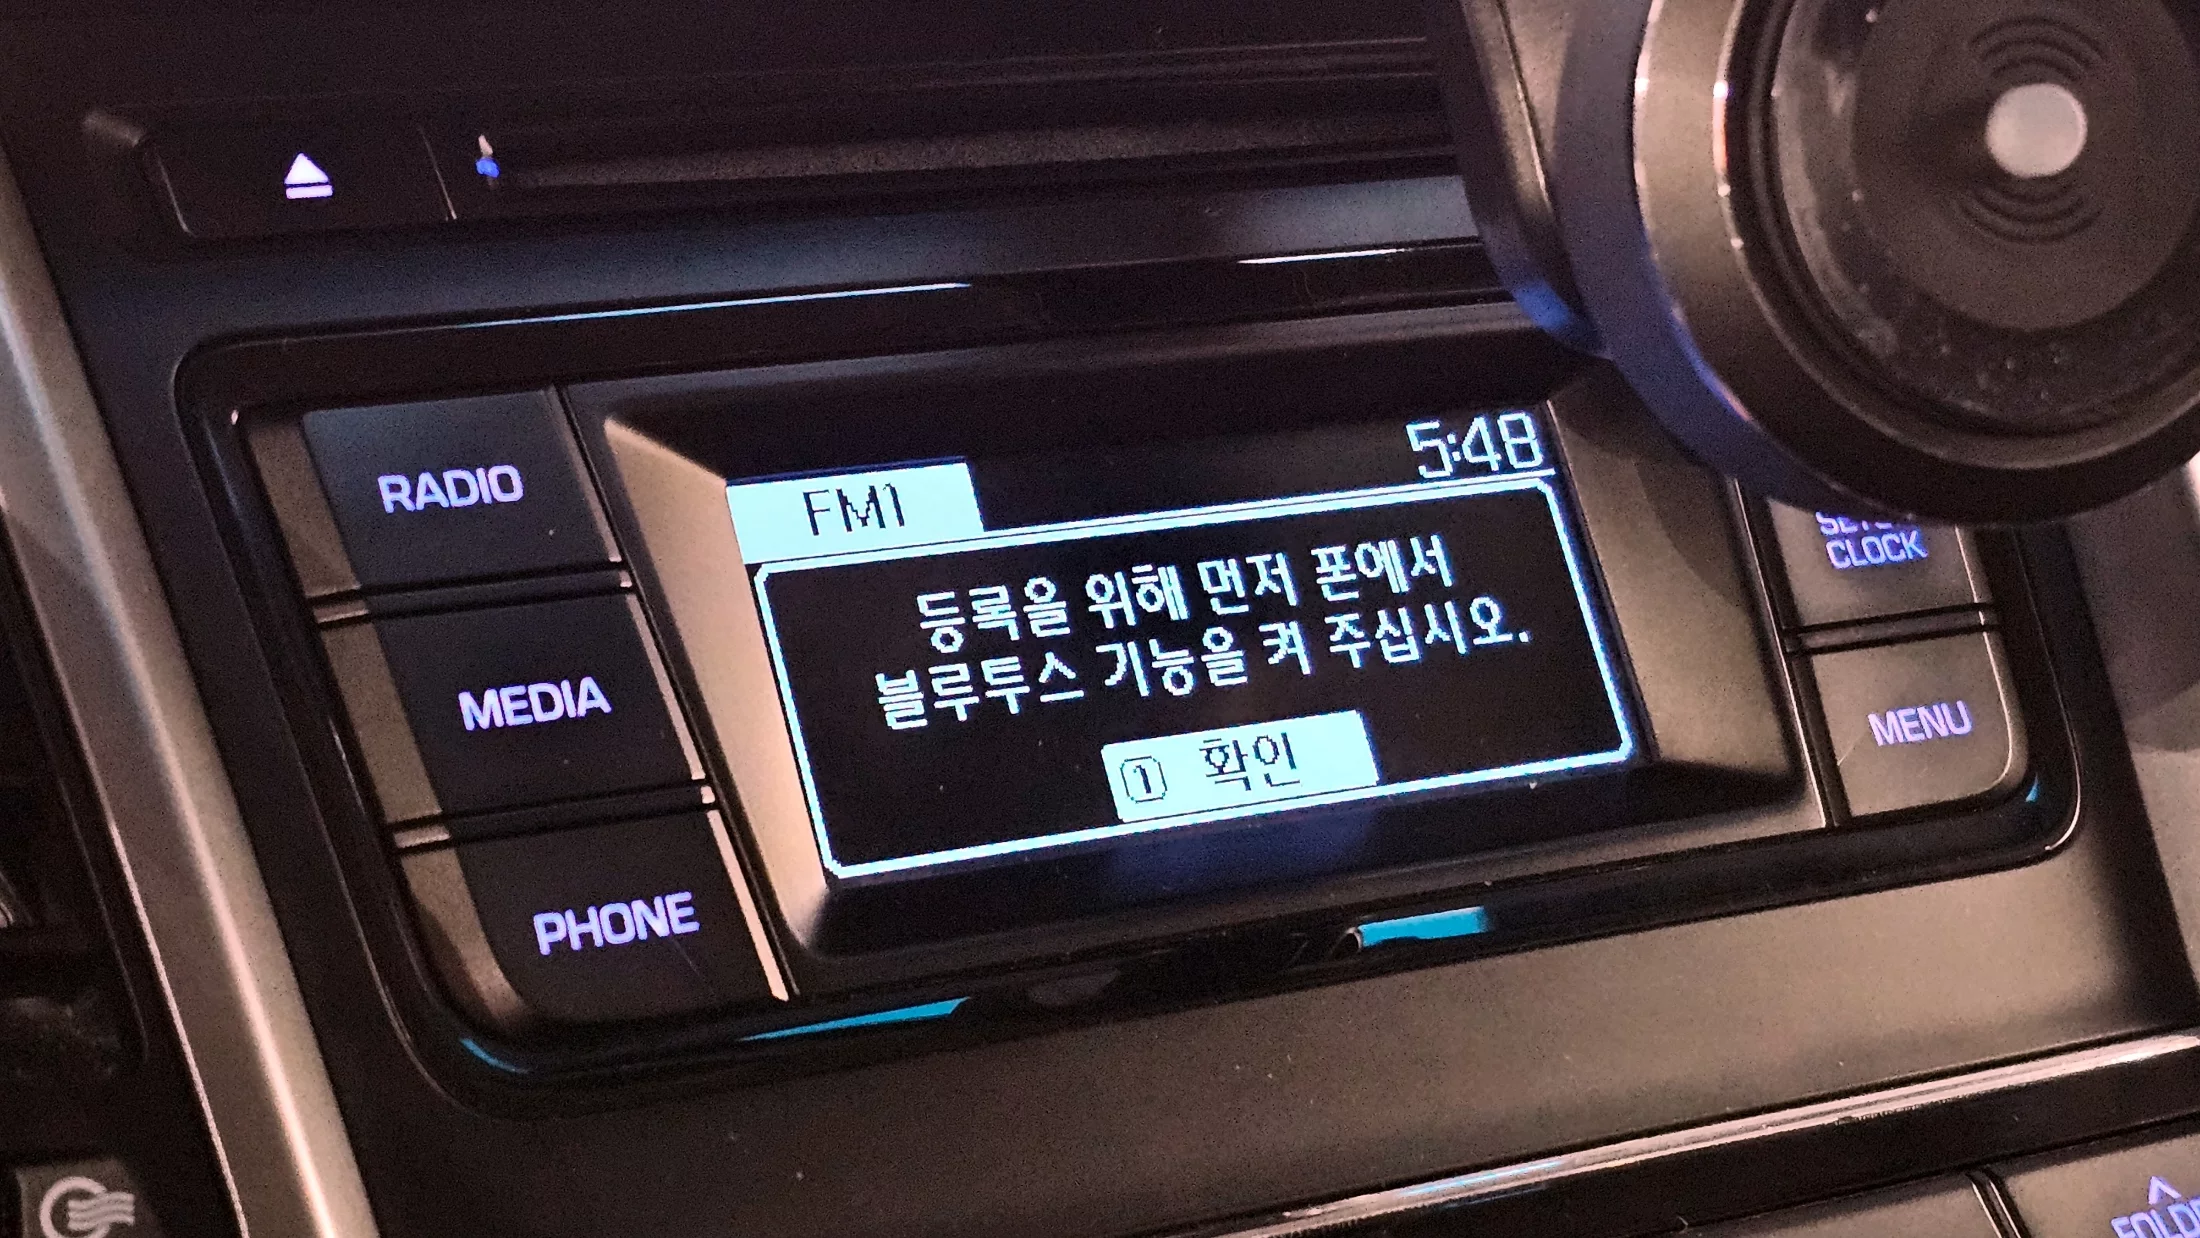 RADIO
MEDIA
PHONE
FM1
5:48
등록을 위해 먼저 폰에서
블루투스 기능을 켜 주십시오.
① 확인
CLOCK
MENU